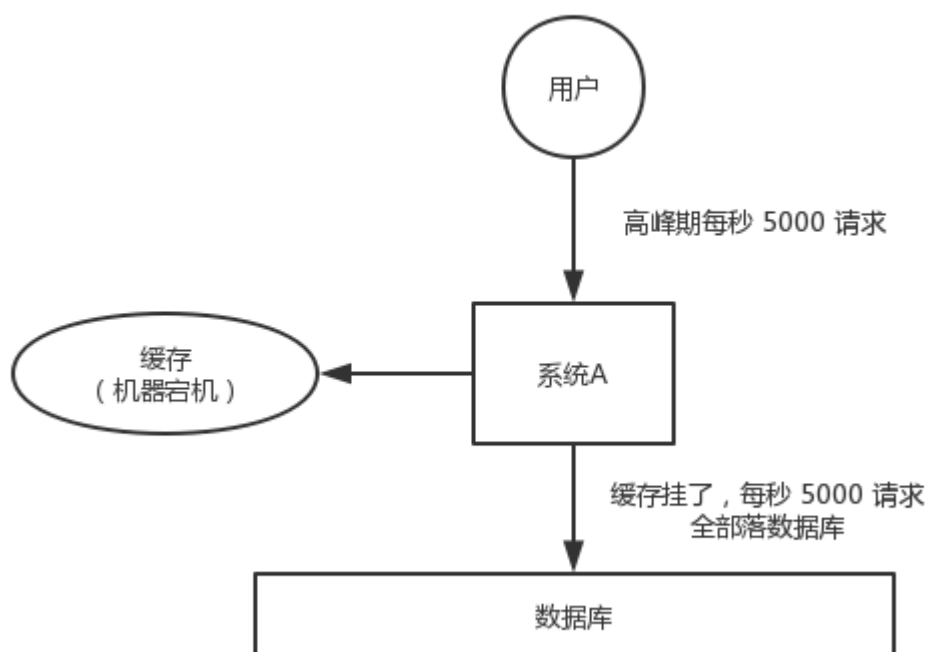 用户
高峰期每秒 5000 请求
缓存
（机器宕机）
系统A
缓存挂了，每秒 5000 请求
全部落数据库
数据库